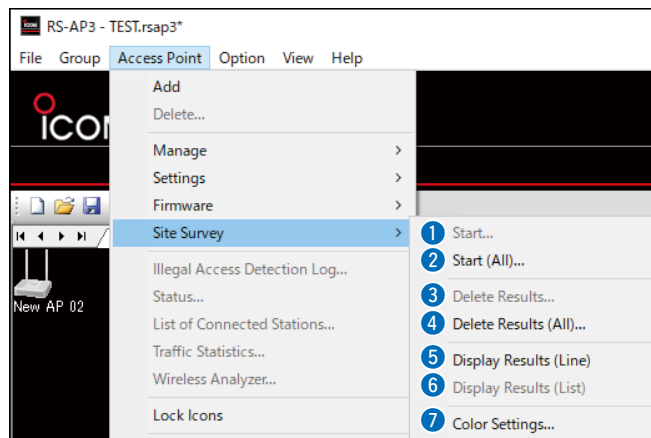 RS-AP3 - TEST.rsap3*
File Group Access Point Option View Help
ICOM
Add
Delete...
Manage
Settings
Firmware
Site Survey
Illegal Access Detection Log...
Status...
List of Connected Stations...
Traffic Statistics...
Wireless Analyzer...
Lock Icons
New AP 02
1 Start...
2 Start (All)...
3 Delete Results...
4 Delete Results (All)...
5 Display Results (Line)
6 Display Results (List)
7 Color Settings...